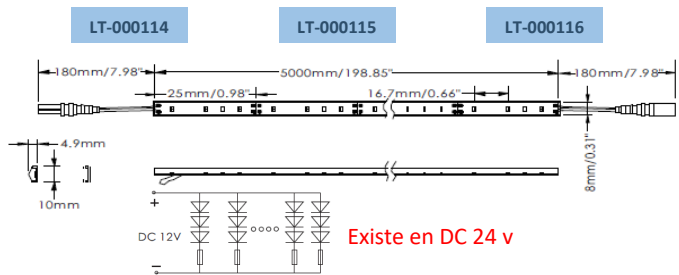 LT-000114
LT-000115
LT-000116
180mm/7.98"
5000mm/198.85"
180mm/7.98"
25mm/0.98"
16.7mm/0.66"
4.9mm
8mm/0.31"
10mm
+
DC 12V
Existe en DC 24 v
−